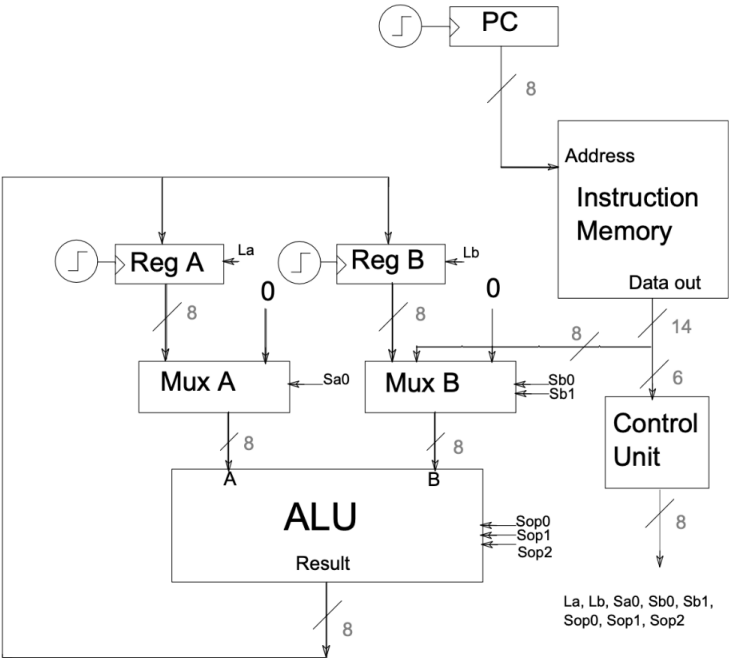 PC
8
Address
Instruction
Memory
Data out
La
Reg A
Lb
Reg B
0
0
8
8
8
14
Mux A
Sa0
Mux B
Sb0
Sb1
6
Control
Unit
8
8
A
B
ALU
Sop0
Sop1
Sop2
8
Result
8
La, Lb, Sa0, Sb0, Sb1,
Sop0, Sop1, Sop2